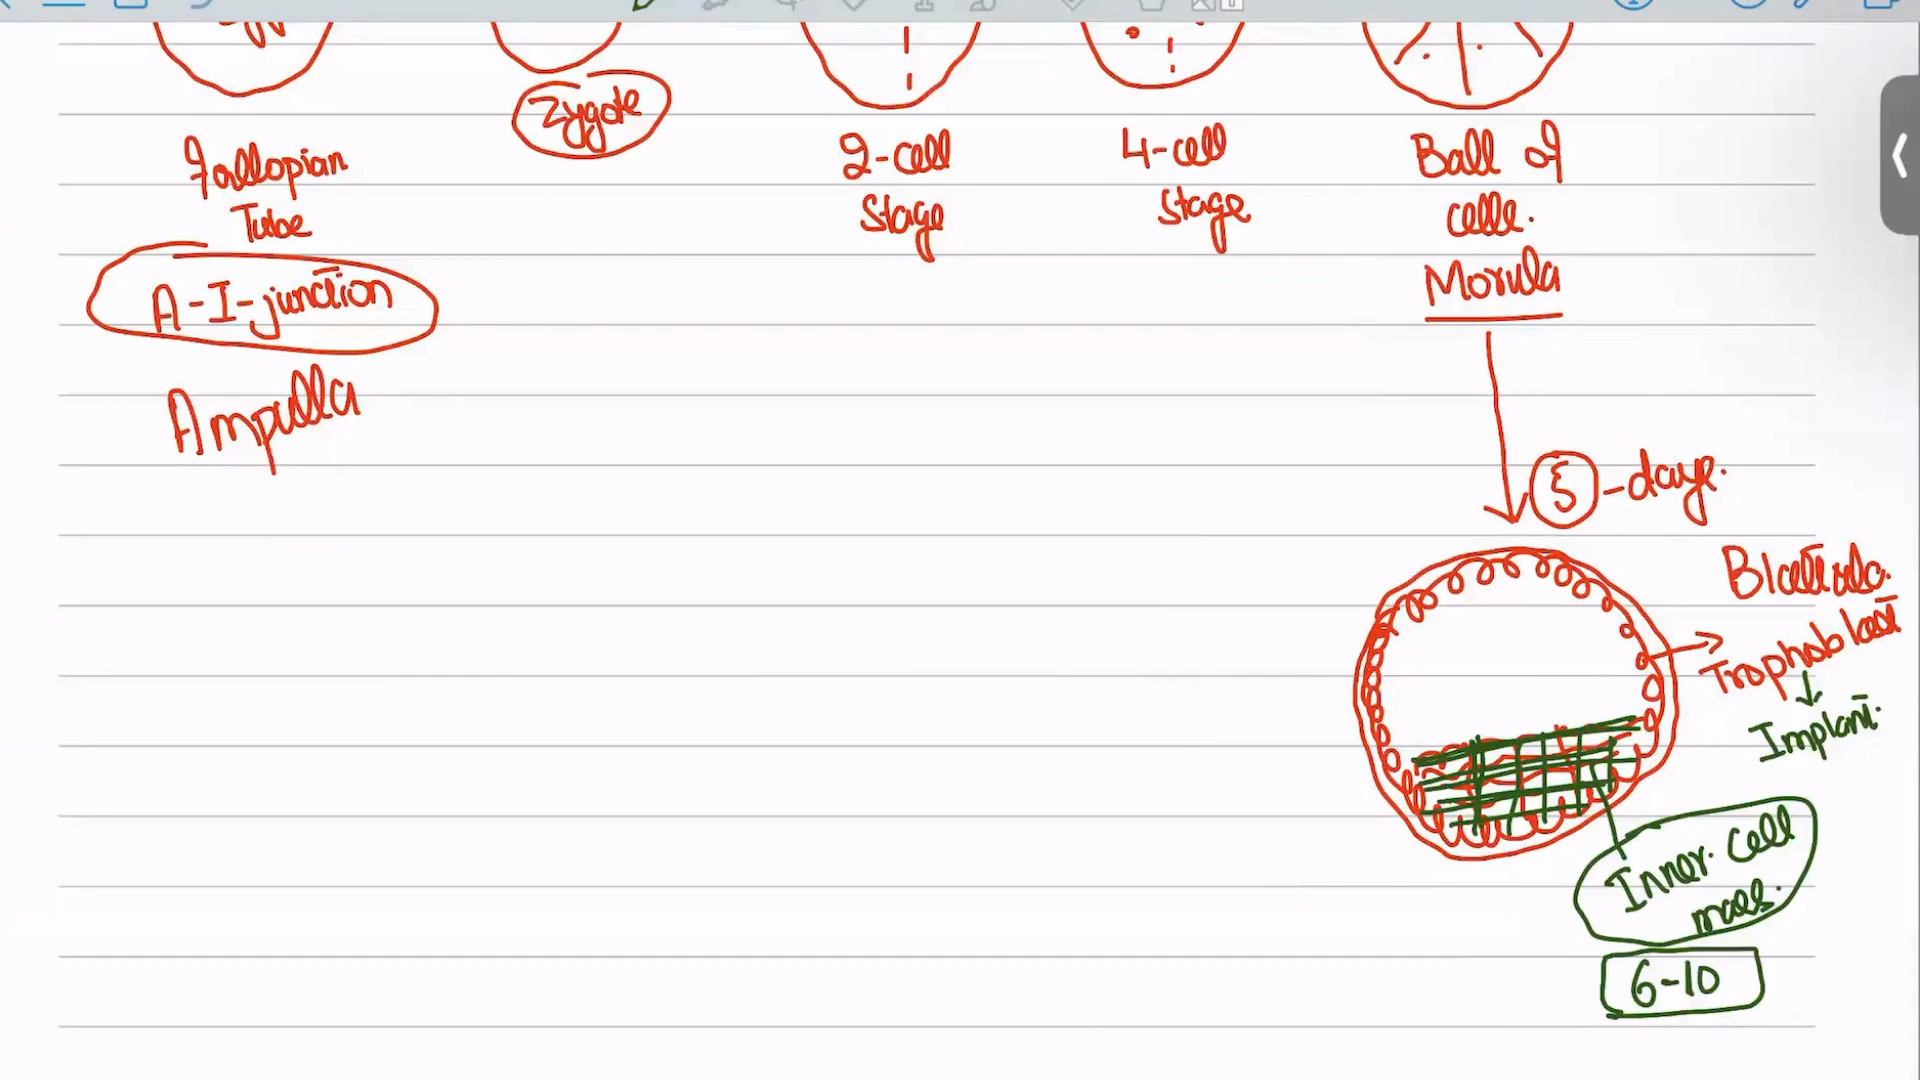 Zygote
Fallopian
Tube
A-I-junction
Ampulla
2-cell
Stage
4-cell
Stage
Ball of
cells.
Morula
5-days.
Trophoblast
Implant.
Inner cell
mass.
6-10